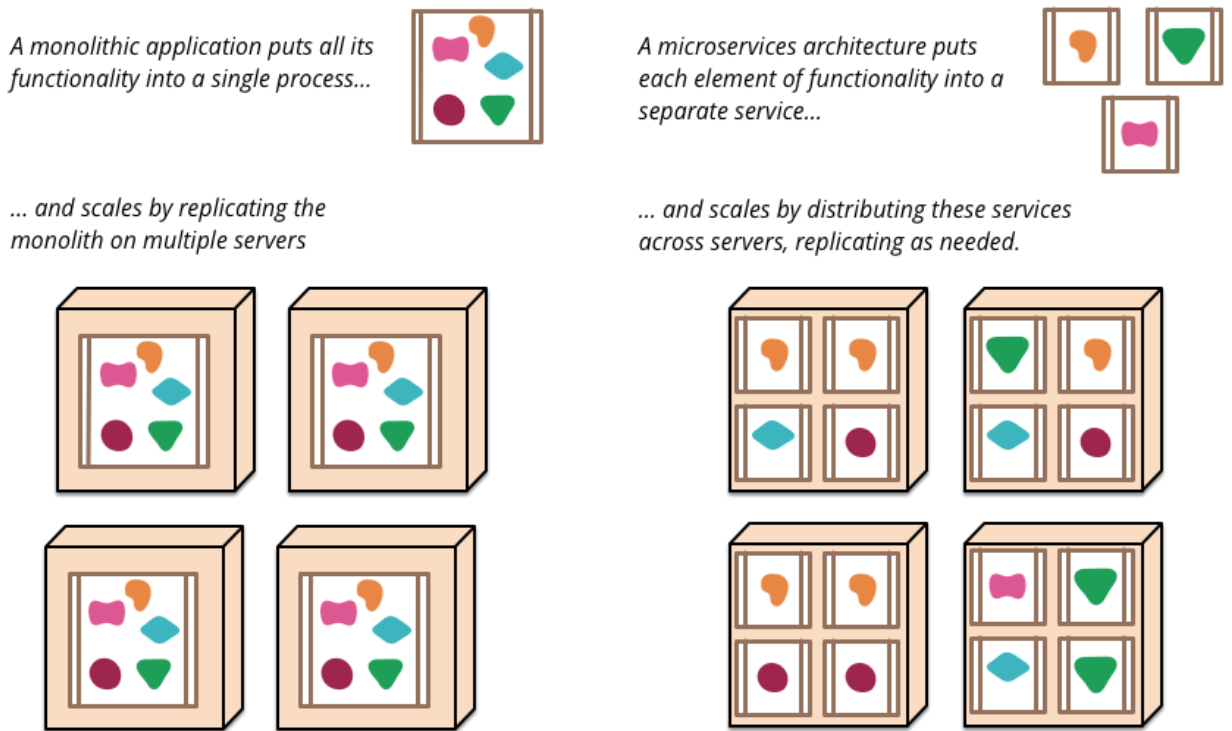 A monolithic application puts all its
functionality into a single process...
... and scales by replicating the
monolith on multiple servers
A microservices architecture puts
each element of functionality into a
separate service...
... and scales by distributing these services
across servers, replicating as needed.